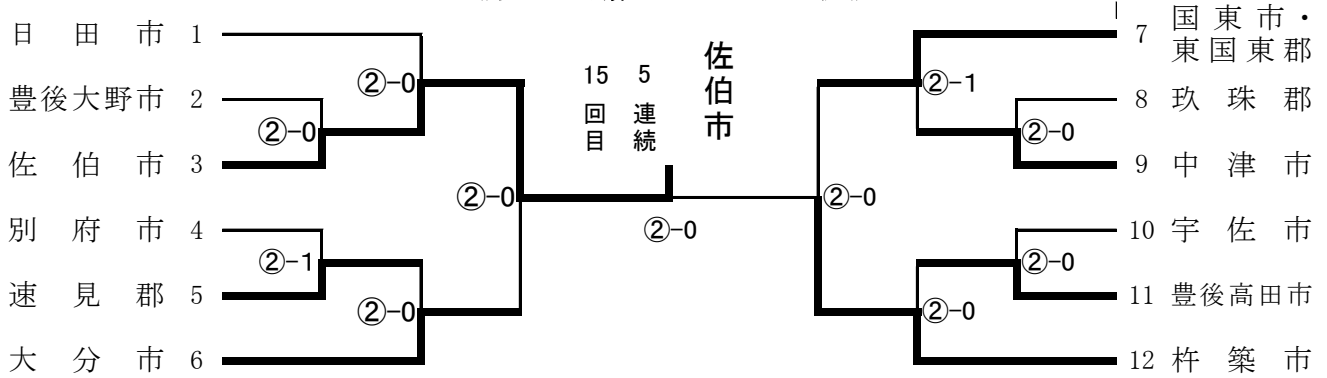 日田市 1
②-0
豊後大野市 2
②-0
佐伯市 3
②-0
別府市 4
②-1
速見郡 5
②-0
大分市 6
佐伯市
5連続
15回目
②-0
7 国東市・
東国東郡
②-1
8 玖珠郡
②-0
9 中津市
②-0
10 宇佐市
②-0
11 豊後高田市
②-0
12 杵築市